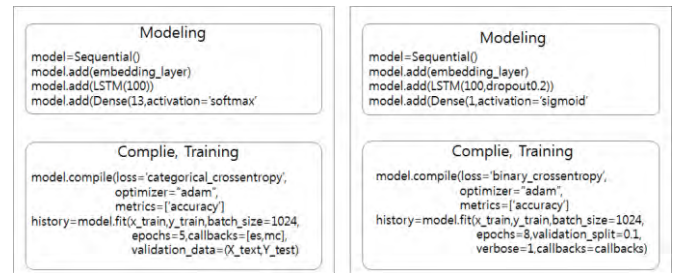 Modeling
model=Sequential()
model.add(embedding_layer)
model.add(LSTM(100))
model.add(Dense(13,activation='softmax'
Complie, Training
model.compile(loss='categorical_crossentropy',
optimizer="adam",
metrics=['accuracy']
history=model.fit(x_train,y_train,batch_size=1024,
epochs=5,callbacks=[es,mc],
validation_data=(X_text,Y_test)
Modeling
model=Sequential()
model.add(embedding_layer)
model.add(LSTM(100,dropout0.2))
model.add(Dense(1,activation='sigmoid'
Complie, Training
model.compile(loss='binary_crossentropy',
optimizer="adam",
metrics=['accuracy']
history=model.fit(x_train,y_train,batch_size=1024,
epochs=8,validation_split=0.1,
verbose=1,callbacks=callbacks)